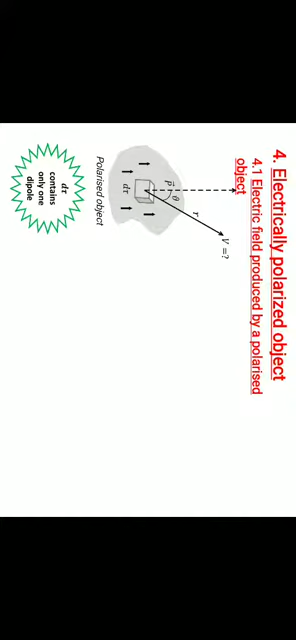 4. Electrically polarized object
4.1 Electric field produced by a polarised
object
V =?
r
θ
p⃗
dτ
Polarised object
dτ
contains
only one
dipole